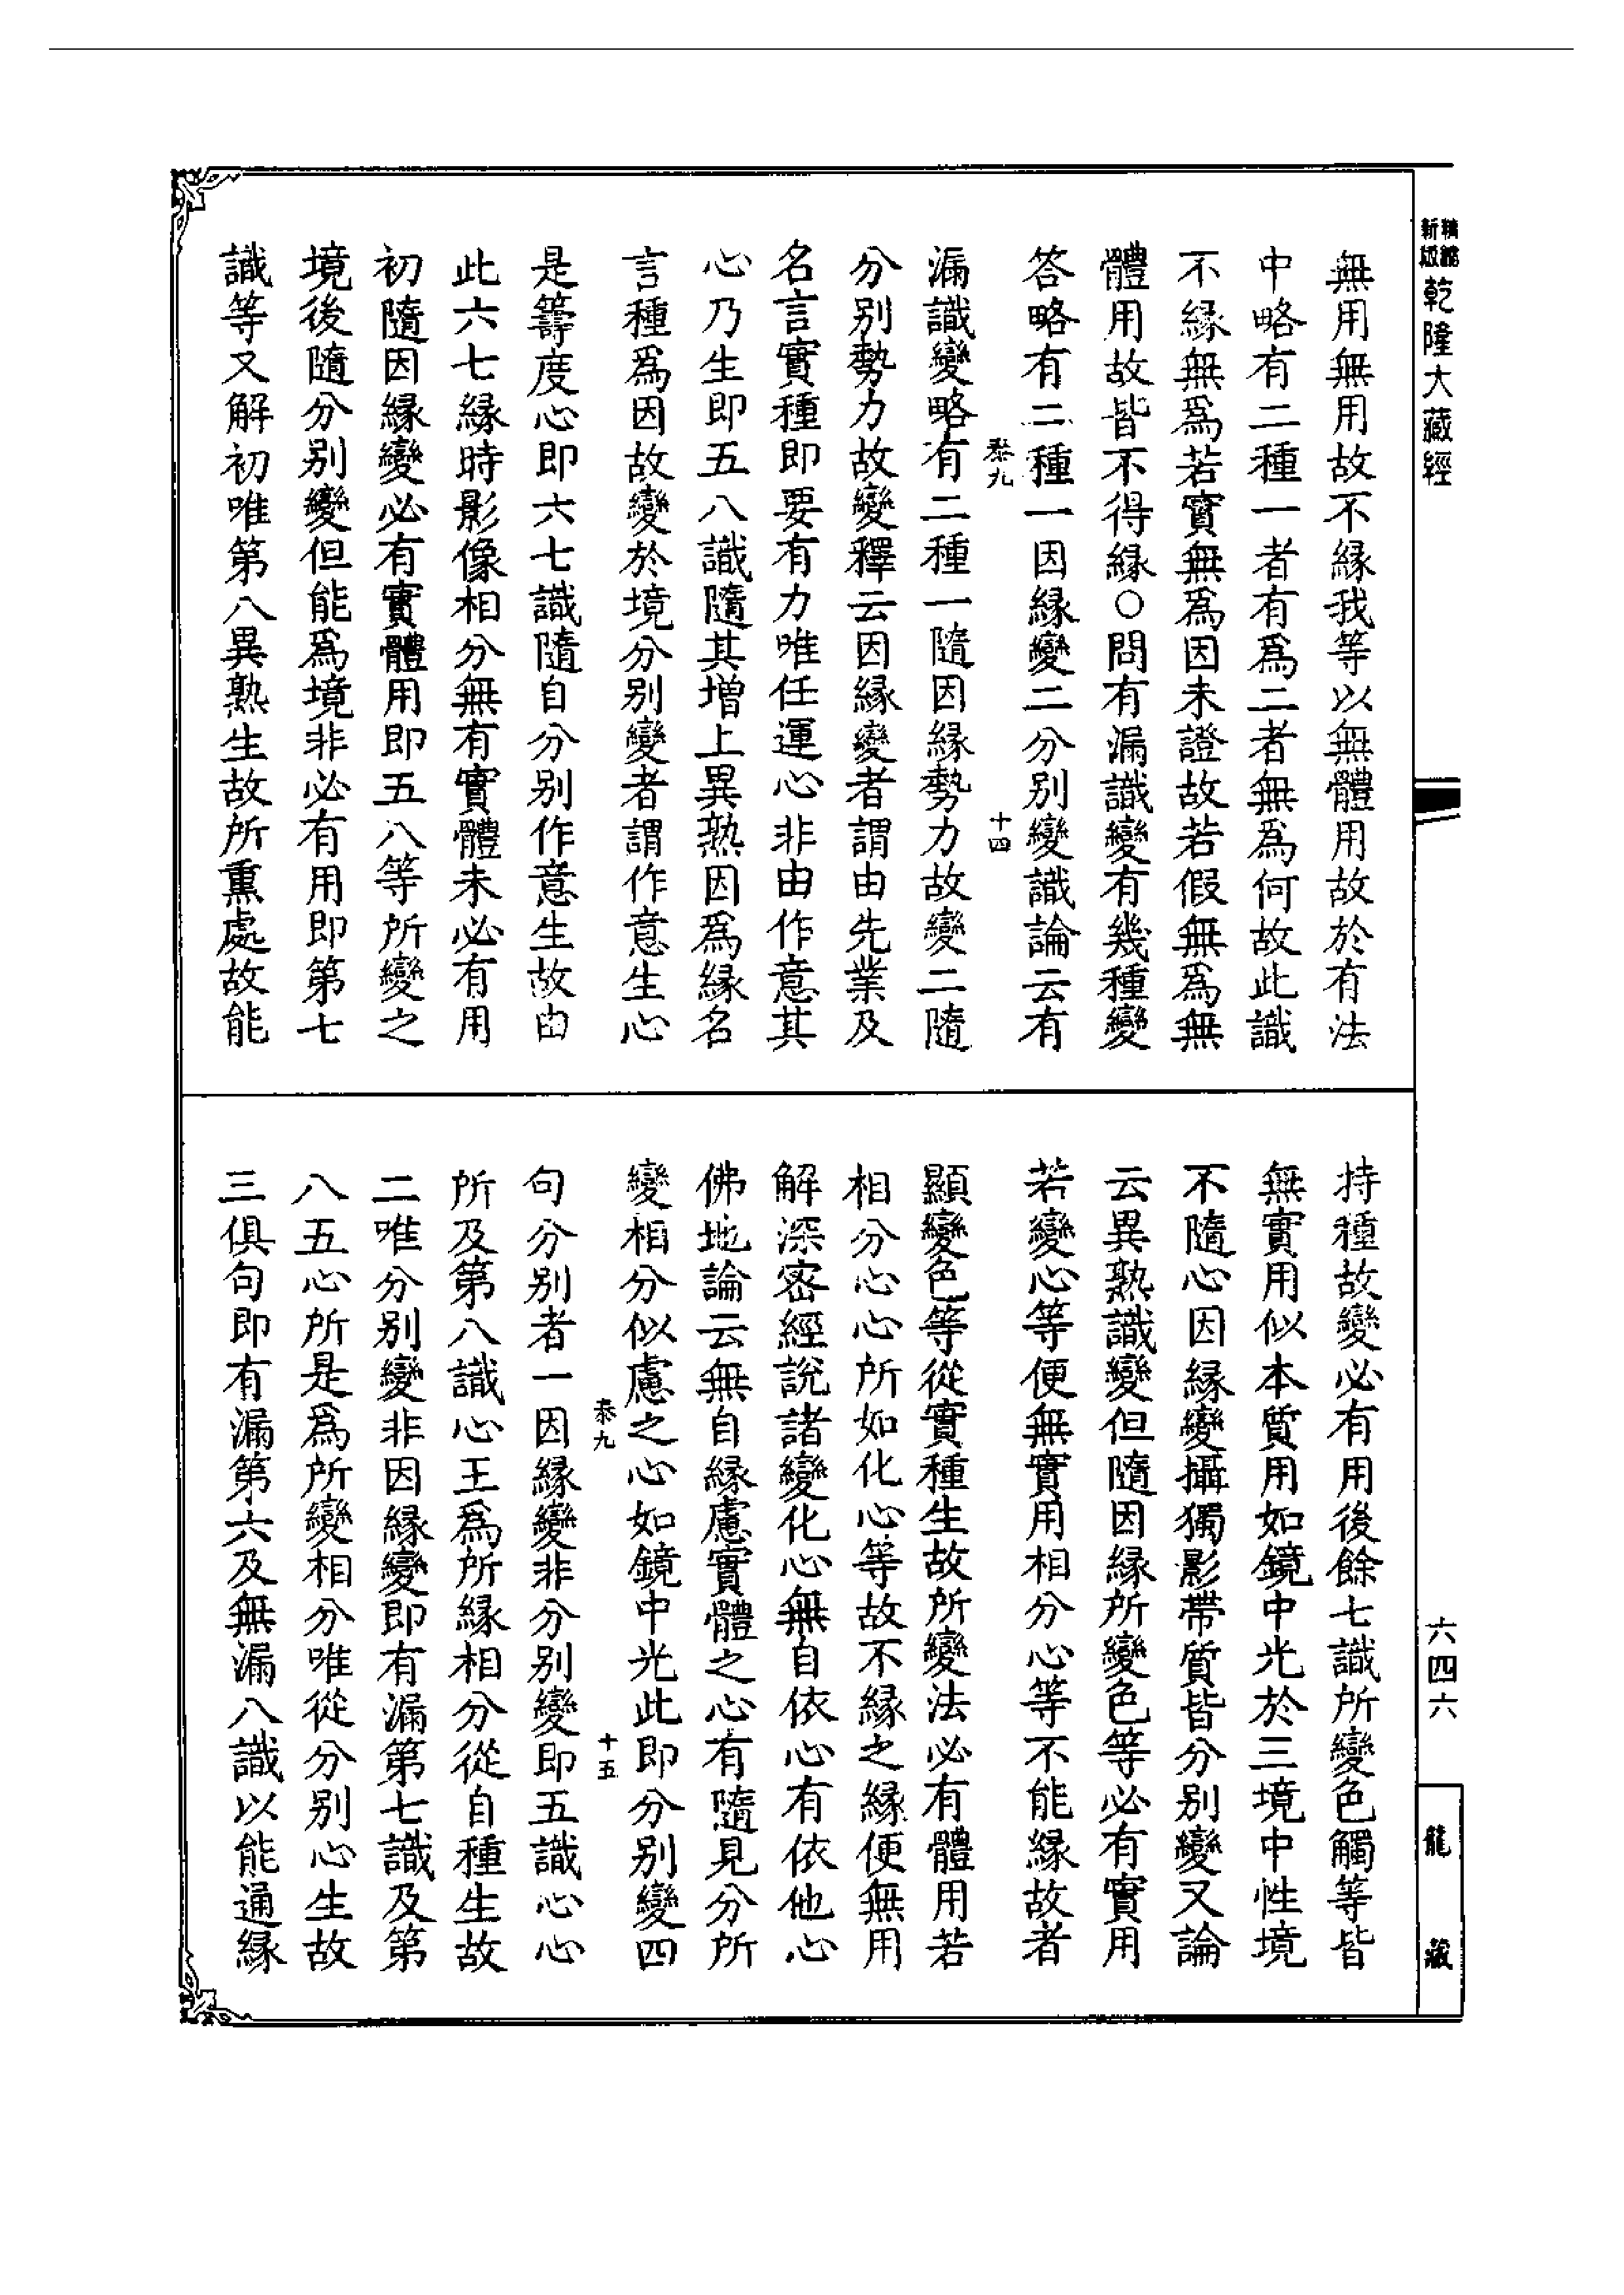 新版
精縮
乾隆大藏經
六四六
龍藏
無用無用故不縁我等以無體用故於有法
中略有二種一者有爲二者無爲何故此識
不縁無爲若實無爲因未證故若假無爲無
體用故皆不得縁○問有漏識變有幾種變
答略有二種一因縁變二分別變識論云有
十四
漏識變略有二種一隨因縁勢力故變二隨
分別勢力故變釋云因縁變者謂由先業及
名言實種即要有力唯任運心非由作意其
心乃生即五八識隨其增上異熟因爲縁名
言種爲因故變於境分別變者謂作意生心
是籌度心即六七識隨自分別作意生故由
此六七縁時影像相分無有實體未必有用
初隨因縁變必有實體用即五八等所變之
境後隨分別變但能爲境非必有用即第七
識等又解初唯第八異熟生故所熏處故能
持種故變必有用後餘七識所變色觸等皆
無實用似本質用如鏡中光於三境中性境
不隨心因縁變攝獨影帶質皆分別變又論
云異熟識變但隨因縁所變色等必有實用
若變心等便無實用相分心等不能縁故者
顯變色等從實種生故所變法必有體用若
相分心心所如化心等故不縁之縁便無用
解深密經說諸變化心無自依心有依他心
佛地論云無自縁慮實體之心有隨見分所
變相分似慮之心如鏡中光此即分別變四
十五
句分別者一因縁變非分別變即五識心心
所及第八識心王爲所縁相分從自種生故
二唯分別變非因縁變即有漏第七識及第
八五心所是爲所變相分唯從分別心生故
三俱句即有漏第六及無漏八識以能通縁